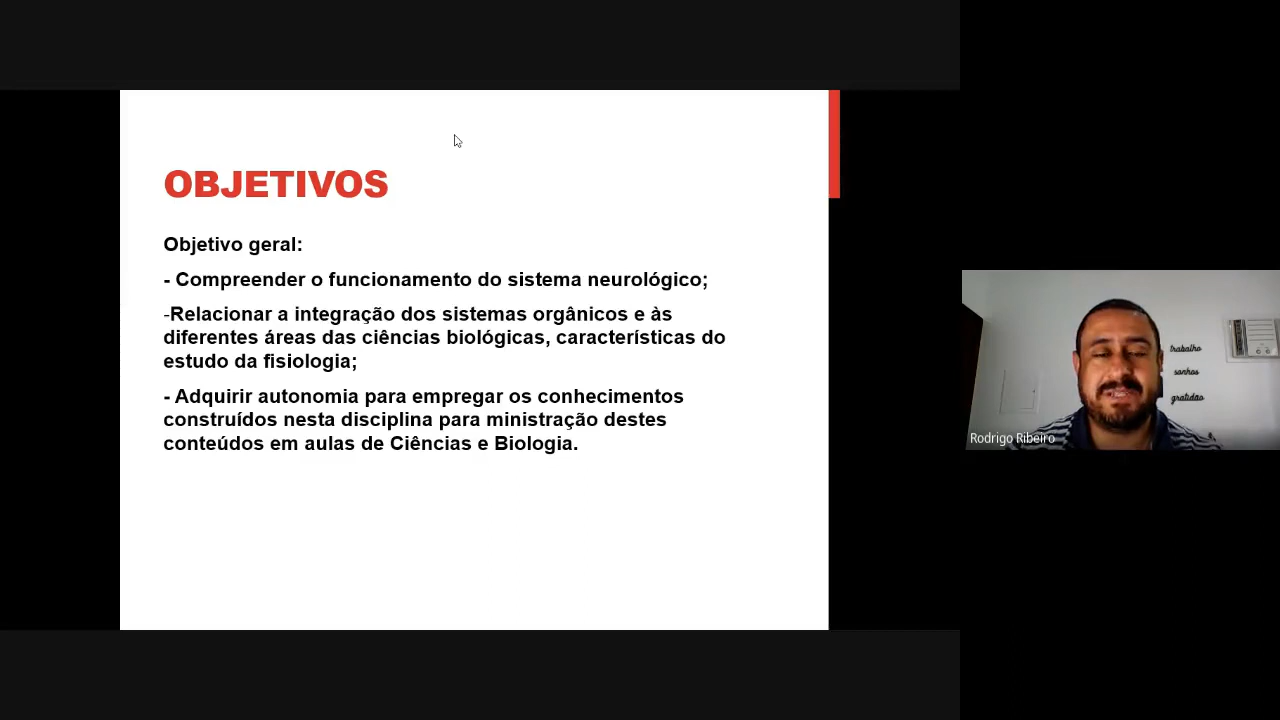 OBJETIVOS
Objetivo geral:
- Compreender o funcionamento do sistema neurológico;
-Relacionar a integração dos sistemas orgânicos e às
diferentes áreas das ciências biológicas, características do
estudo da fisiologia;
- Adquirir autonomia para empregar os conhecimentos
construídos nesta disciplina para ministração destes
conteúdos em aulas de Ciências e Biologia.
trabalho
sonhos
gratidão
Rodrigo Ribeiro